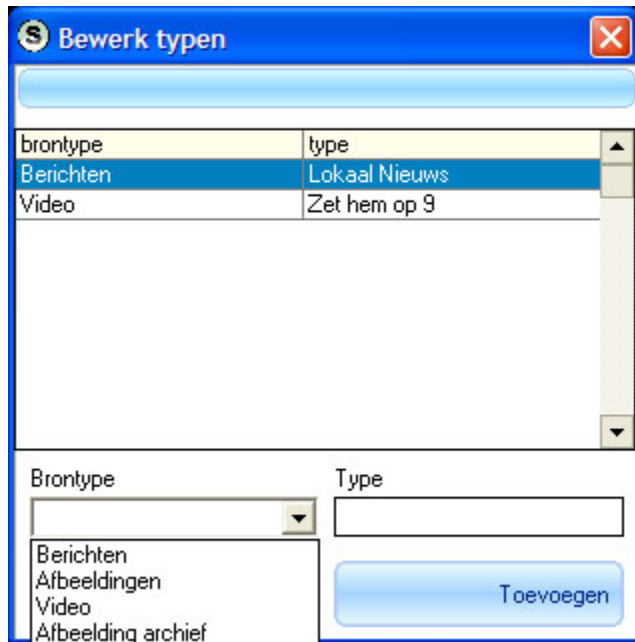 S Bewerk typen
brontype type
Berichten Lokaal Nieuws
Video Zet hem op 9
Brontype Type
Berichten
Afbeeldingen
Video
Afbeelding archief
Toevoegen